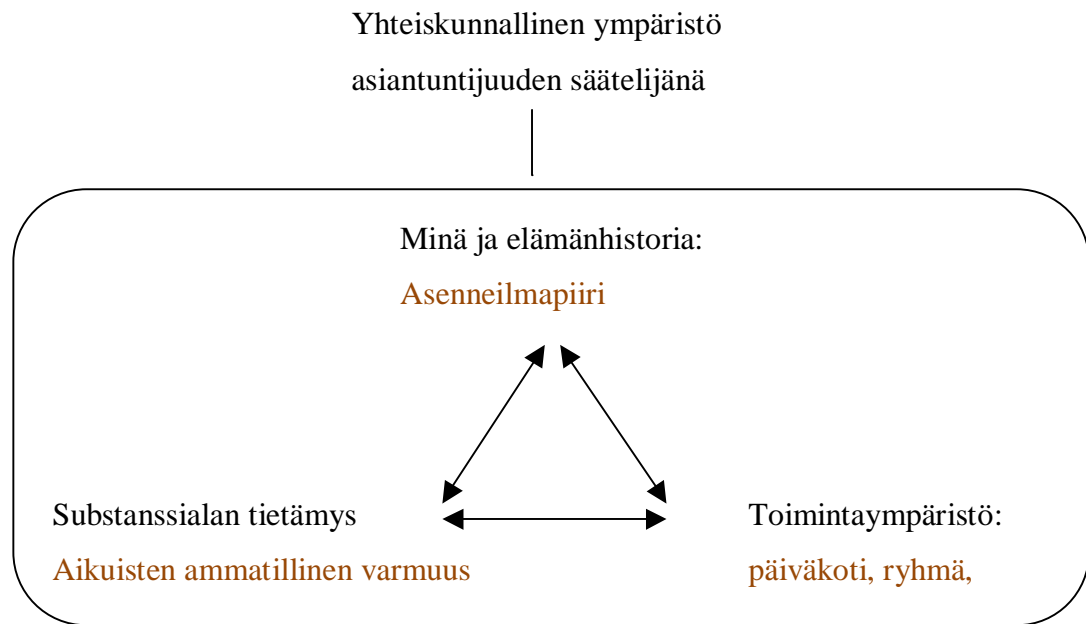 Yhteiskunnallinen ympäristö
asiantuntijuuden säätelijänä
Minä ja elämänhistoria:
Asenneilmapiiri
Substanssialan tietämys
Aikuisten ammatillinen varmuus
Toimintaympäristö:
päiväkoti, ryhmä,